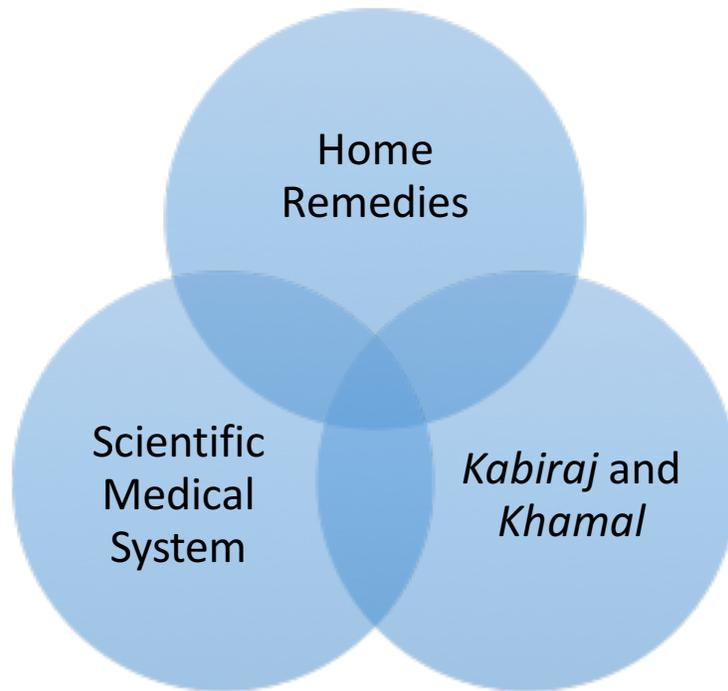 Home
Remedies
Scientific
Medical
System
Kabiraj and
Khamal